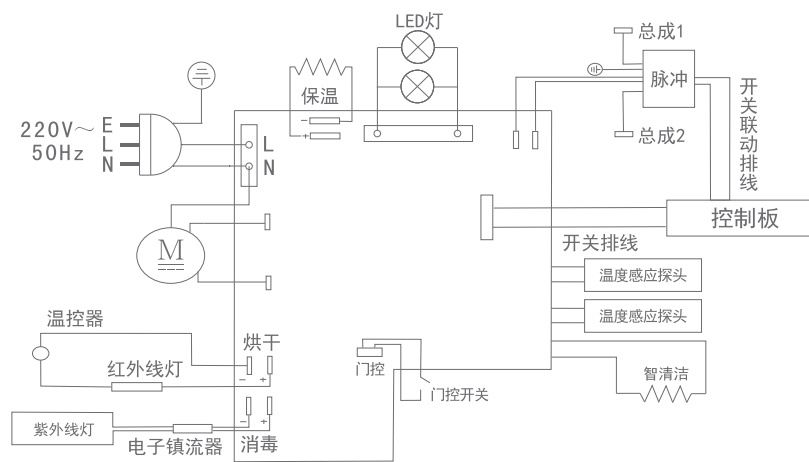 LED灯
总成1
脉冲
总成2
开关联动排线
保温
-
+
220V~
50Hz
E
L
N
L
N
M
控制板
开关排线
温度感应探头
温度感应探头
温控器
烘干
红外线灯
- +
门控
门控开关
智清洁
紫外线灯
电子镇流器
- +
消毒